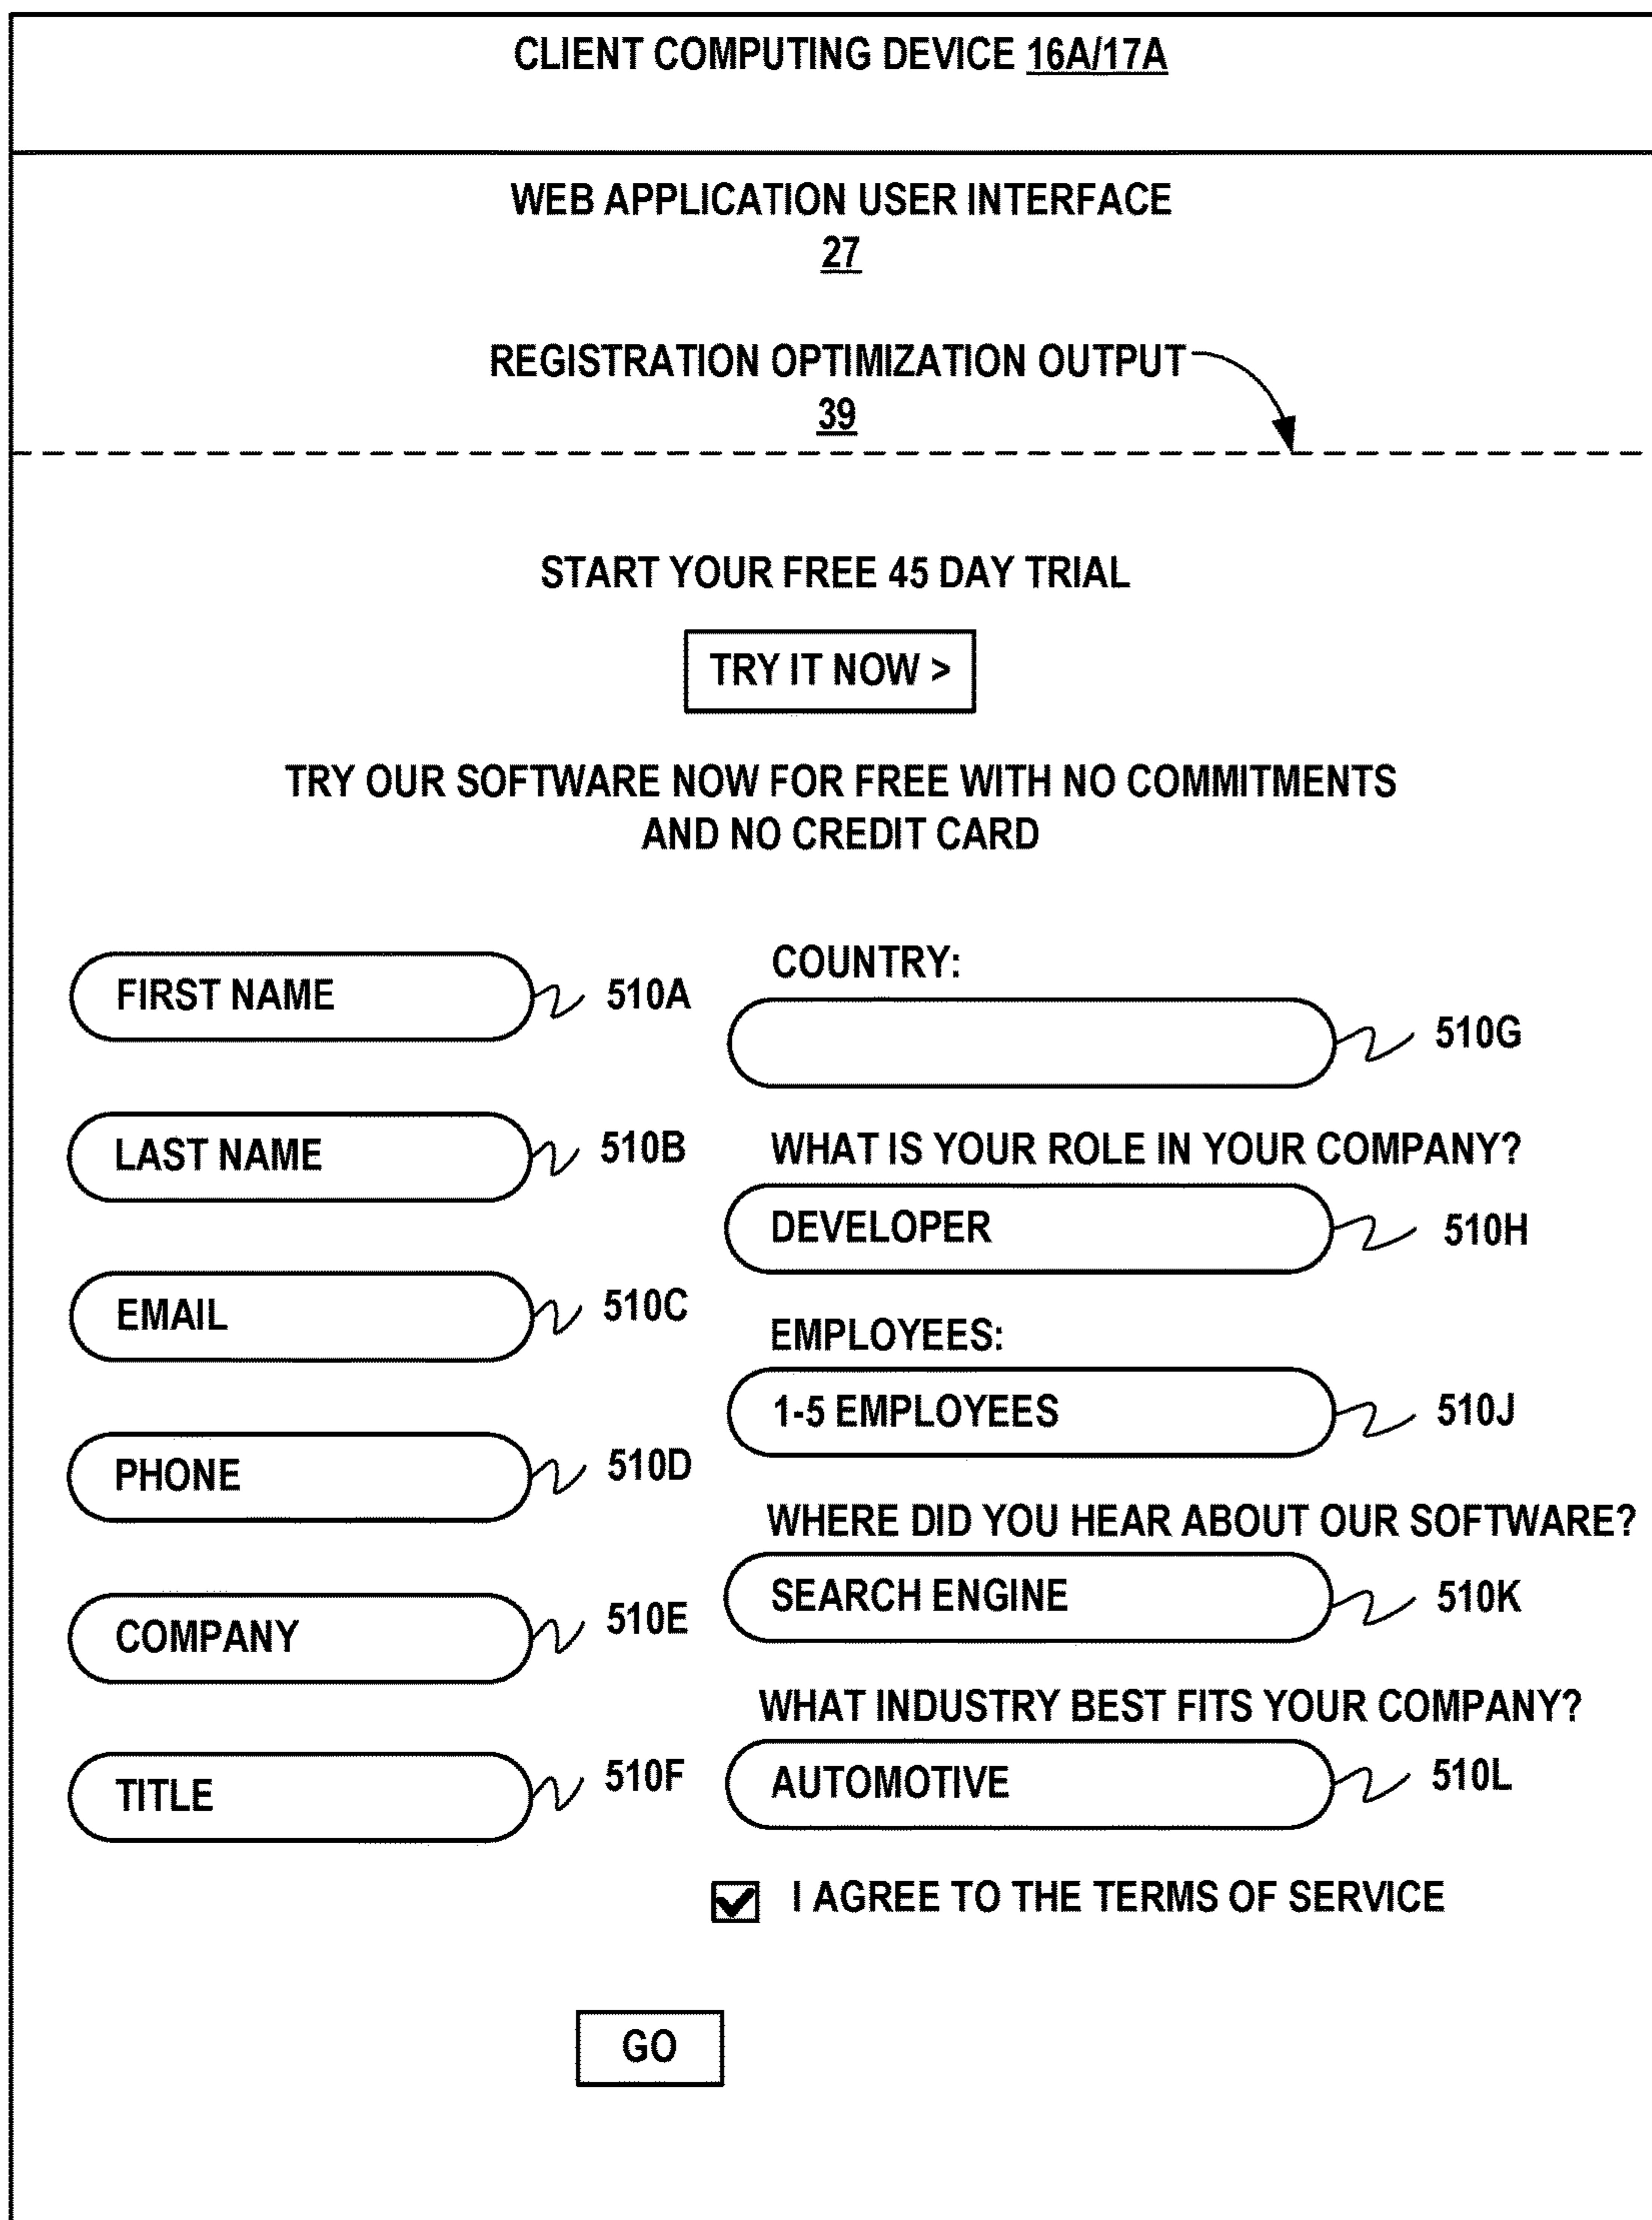 CLIENT COMPUTING DEVICE 16A/17A
WEB APPLICATION USER INTERFACE
27
REGISTRATION OPTIMIZATION OUTPUT
39
START YOUR FREE 45 DAY TRIAL
TRY IT NOW >
TRY OUR SOFTWARE NOW FOR FREE WITH NO COMMITMENTS
AND NO CREDIT CARD
FIRST NAME 510A
LAST NAME 510B
EMAIL 510C
PHONE 510D
COMPANY 510E
TITLE 510F
COUNTRY:
510G
WHAT IS YOUR ROLE IN YOUR COMPANY?
DEVELOPER 510H
EMPLOYEES:
1-5 EMPLOYEES 510J
WHERE DID YOU HEAR ABOUT OUR SOFTWARE?
SEARCH ENGINE 510K
WHAT INDUSTRY BEST FITS YOUR COMPANY?
AUTOMOTIVE 510L
I AGREE TO THE TERMS OF SERVICE
GO